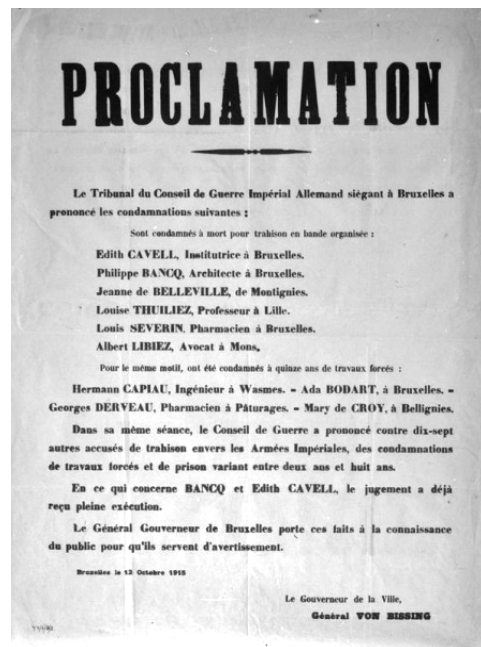 PROCLAMATION
Le Tribunal du Conseil de Guerre Impérial Allemand siègant à Bruxelles a
prononcé les condamnations suivantes :
Sont condamnés à mort pour trahison en bande organisée :
Edith CAVELL, Institutrice à Bruxelles.
Philippe BANCQ, Architecte à Bruxelles.
Jeanne de BELLEVILLE, de Montignies.
Louise THUILIEZ, Professeur à Lille.
Louis SEVERIN, Pharmacien à Bruxelles.
Albert LIBIEZ, Avocat à Mons.
Pour le même motif, ont été condamnés à quinze ans de travaux forcés :
Hermann CAPIAU, Ingénieur à Wasmes. - Ada BODART, à Bruxelles. -
Georges DERVEAU, Pharmacien à Pâturages. - Mary de CROY, à Bellignies.
Dans sa même séance, le Conseil de Guerre a prononcé contre dix-sept
autres accusés de trahison envers les Armées Impériales, des condamnations
de travaux forcés et de prison variant entre deux ans et huit ans.
En ce qui concerne BANCQ et Edith CAVELL, le jugement a déjà
reçu pleine exécution.
Le Général Gouverneur de Bruxelles porte ces faits à la connaissance
du public pour qu'ils servent d'avertissement.
Bruxelles le 12 Octobre 1915
Le Gouverneur de la Ville,
Général VON BISSING